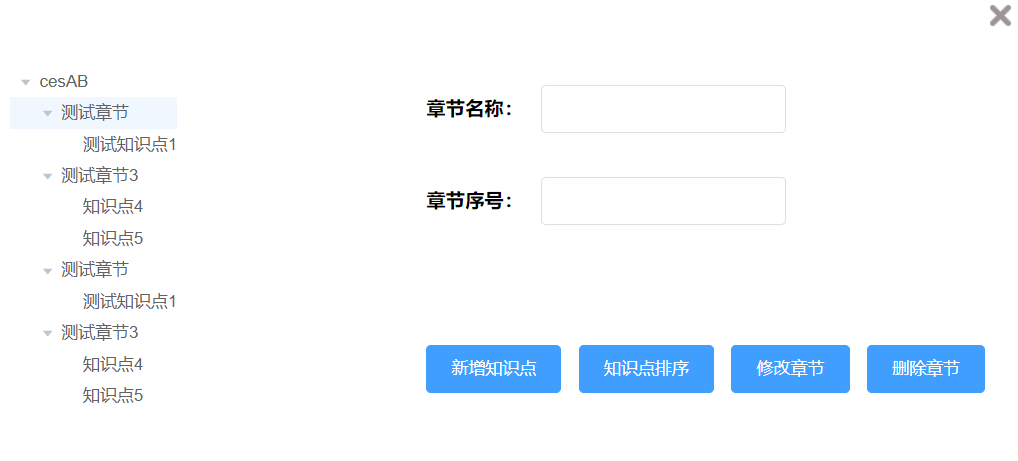 cesAB
测试章节
测试知识点1
测试章节3
知识点4
知识点5
测试章节
测试知识点1
测试章节3
知识点4
知识点5
章节名称：
章节序号：
新增知识点
知识点排序
修改章节
删除章节